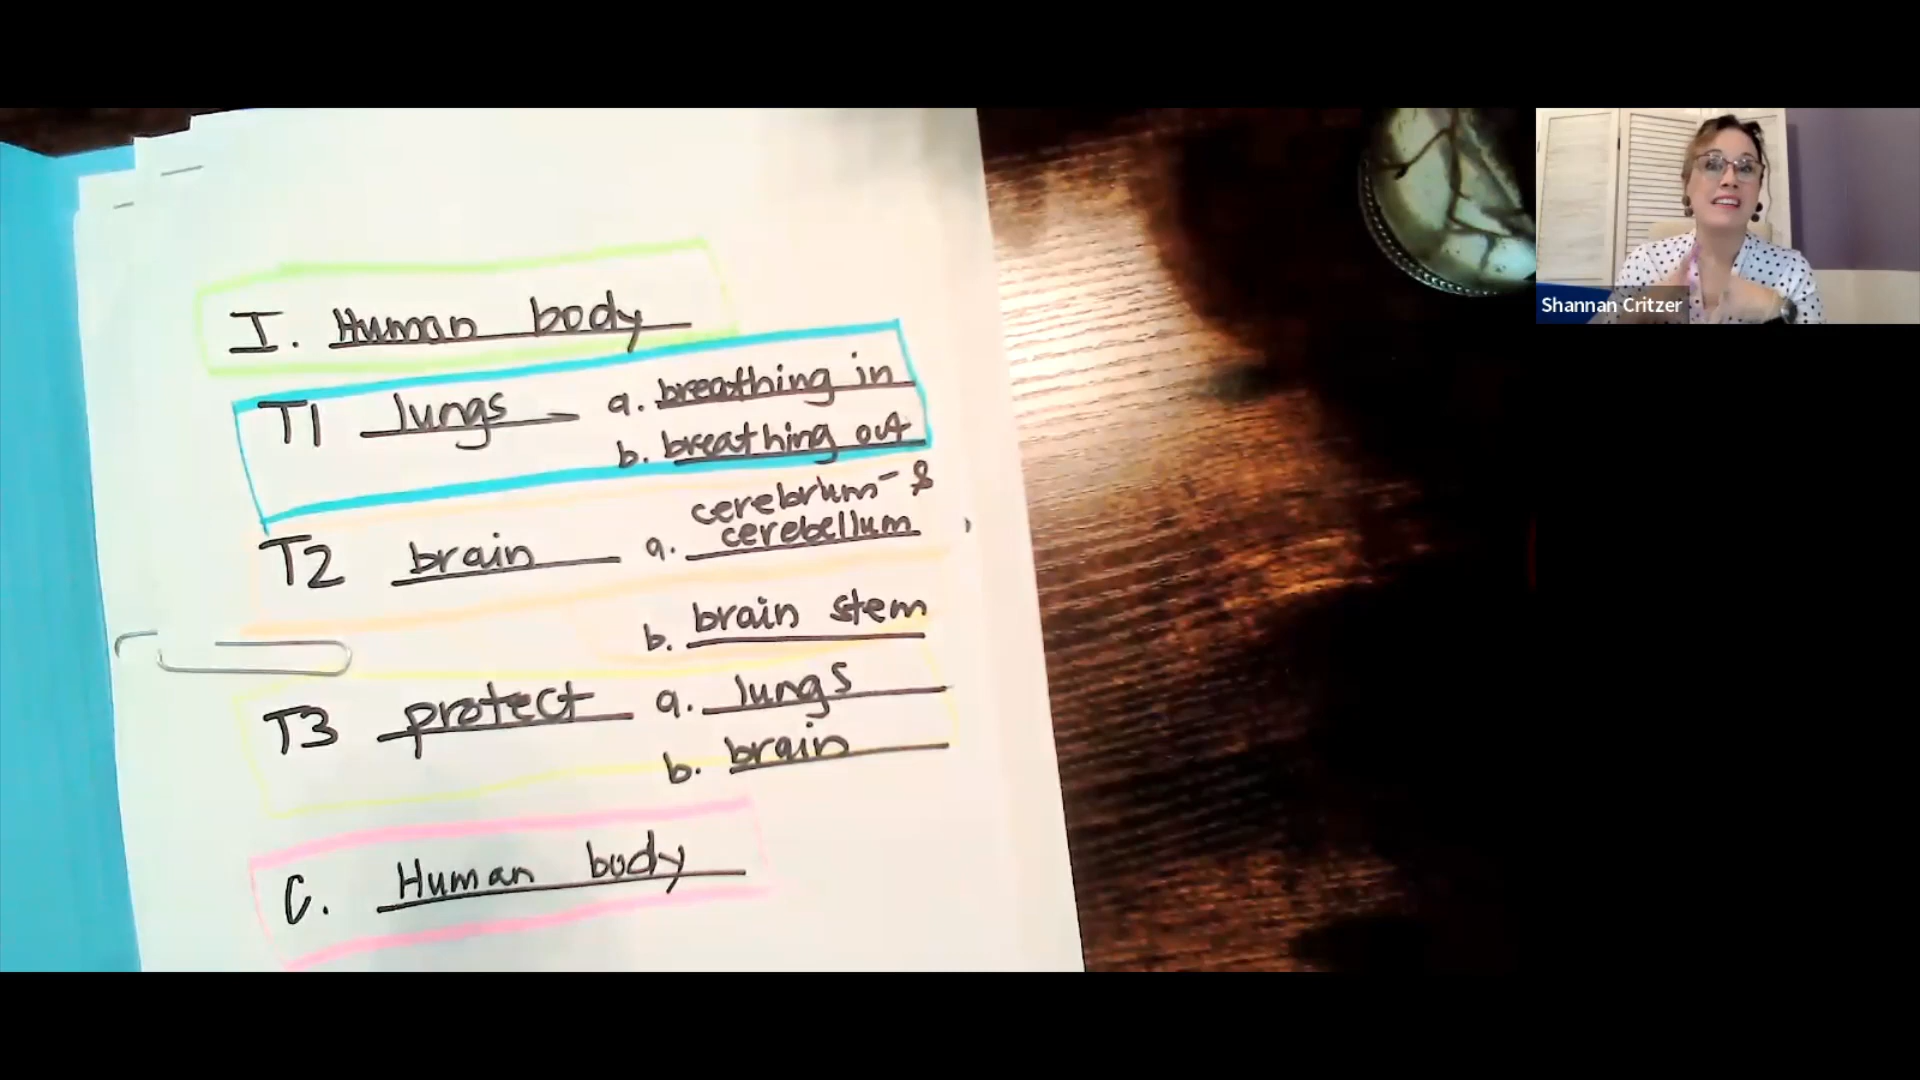 I. Human body
T1 lungs a. breathing in
b. breathing out
T2 brain a. cerebrum &
cerebellum
b. brain stem
T3 protect a. lungs
b. brain
C. Human body
Shannan Critzer